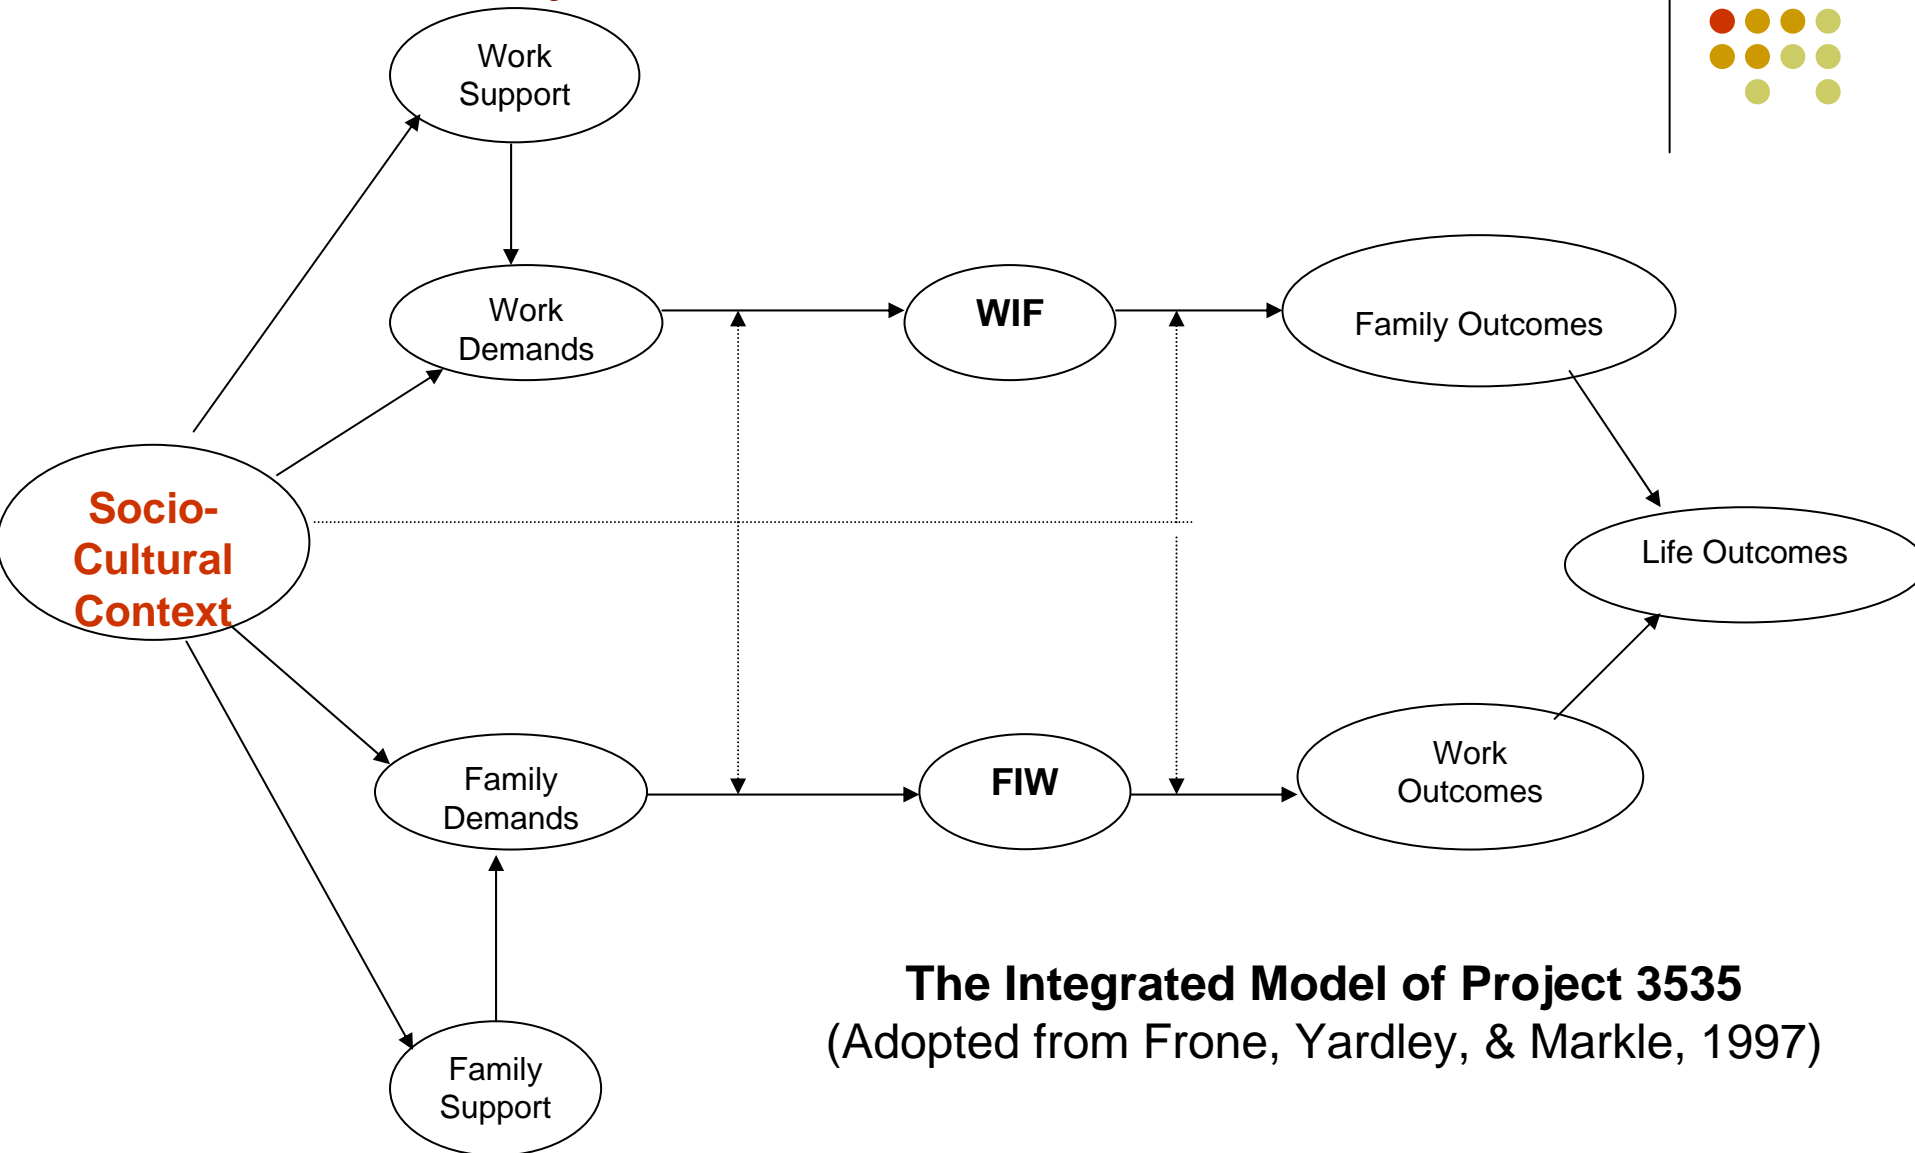 Work
Support
Work
Demands
WIF
Family Outcomes
Socio-
Cultural
Context
Life Outcomes
Family
Demands
FIW
Work
Outcomes
Family
Support
The Integrated Model of Project 3535
(Adopted from Frone, Yardley, & Markle, 1997)